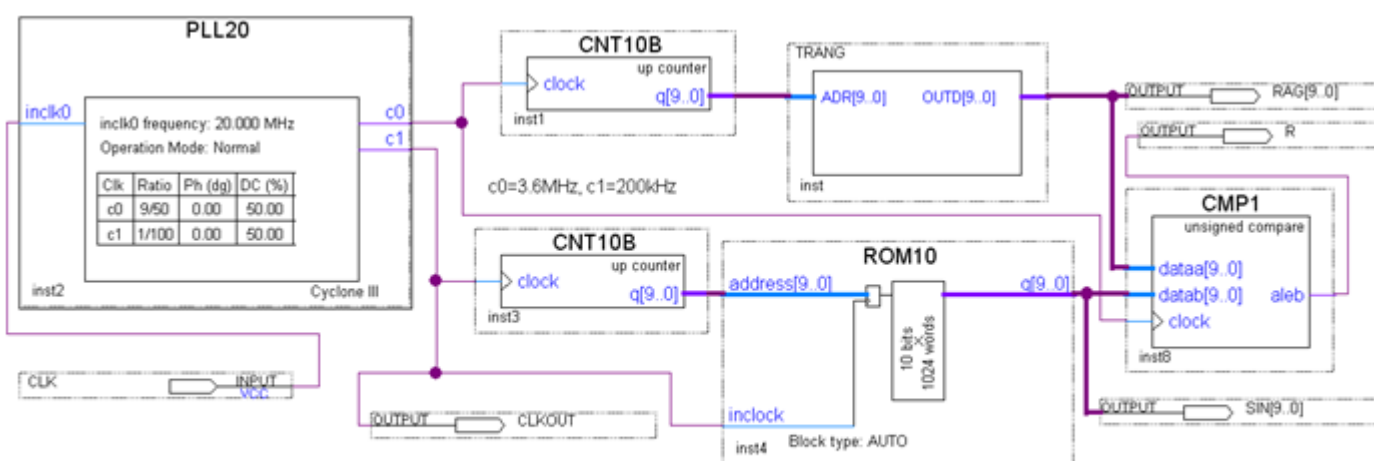 PLL20
inclk0
c0
c1
inclk0 frequency: 20.000 MHz
Operation Mode: Normal
Clk Ratio Ph (dg) DC (%)
c0 9/50 0.00 50.00
c1 1/100 0.00 50.00
inst2
Cyclone III
CLK
INPUT
VCC
CNT10B
up counter
clock
q[9..0]
inst1
TRANG
ADR[9..0]
OUTD[9..0]
inst
OUTPUT
RAG[9..0]
OUTPUT
R
c0=3.6MHz, c1=200kHz
CNT10B
up counter
clock
q[9..0]
inst3
ROM10
address[9..0]
q[9..0]
10 bits
×
1024 words
inclock
inst4
Block type: AUTO
CMP1
unsigned compare
dataa[9..0]
datab[9..0]
aleb
clock
inst8
OUTPUT
CLKOUT
OUTPUT
SIN[9..0]